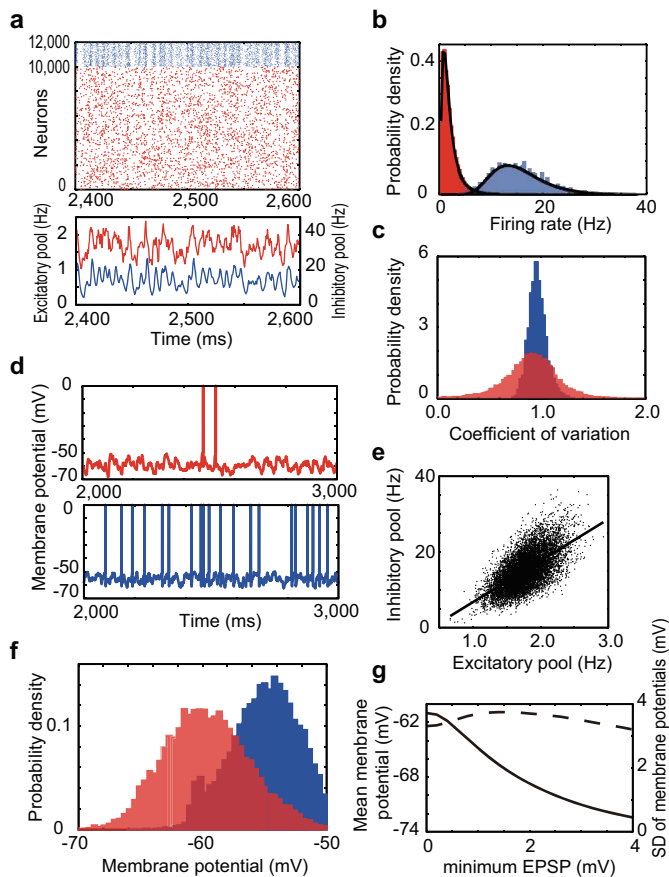 a
12,000
10,000
Neurons
0
2,400
2,500
2,600
Excitatory pool (Hz)
2
1
0
40
20
0
Inhibitory pool (Hz)
2,400
2,500
2,600
Time (ms)
b
Probability density
0.4
0.2
0
0
20
40
Firing rate (Hz)
c
Probability density
6
3
0
0.0
1.0
2.0
Coefficient of variation
d
Membrane potential (mV)
0
-50
-70
2,000
3,000
0
-50
-70
2,000
3,000
Time (ms)
e
Inhibitory pool (Hz)
40
20
0
1.0
2.0
3.0
Excitatory pool (Hz)
f
Probability density
0.1
0
-70
-60
-50
Membrane potential (mV)
g
Mean membrane
potential (mV)
-62
-68
-74
4
2
0
SD of membrane potentials (mV)
0
2
4
minimum EPSP (mV)